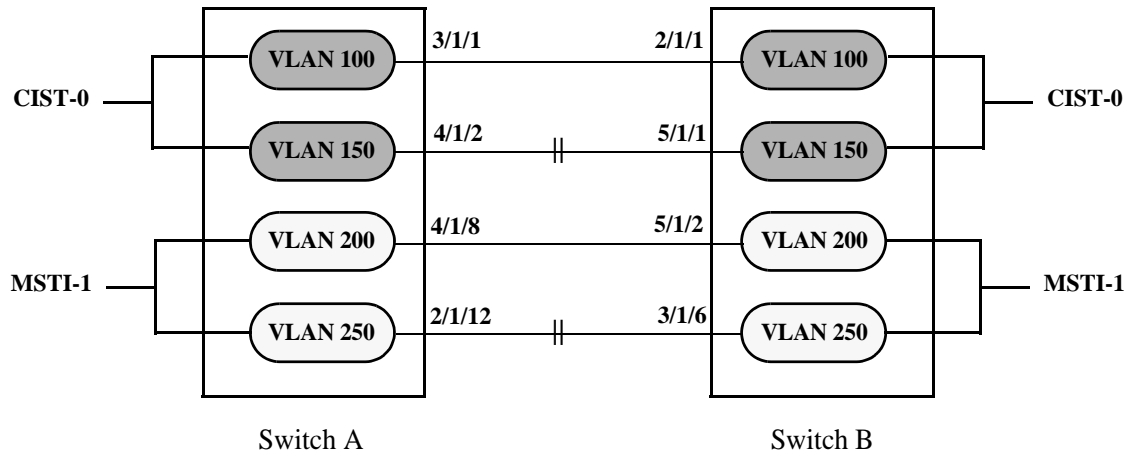 3/1/1 2/1/1
VLAN 100 VLAN 100
CIST-0 CIST-0
4/1/2 5/1/1
VLAN 150 VLAN 150
4/1/8 5/1/2
VLAN 200 VLAN 200
MSTI-1 MSTI-1
2/1/12 3/1/6
VLAN 250 VLAN 250
Switch A Switch B